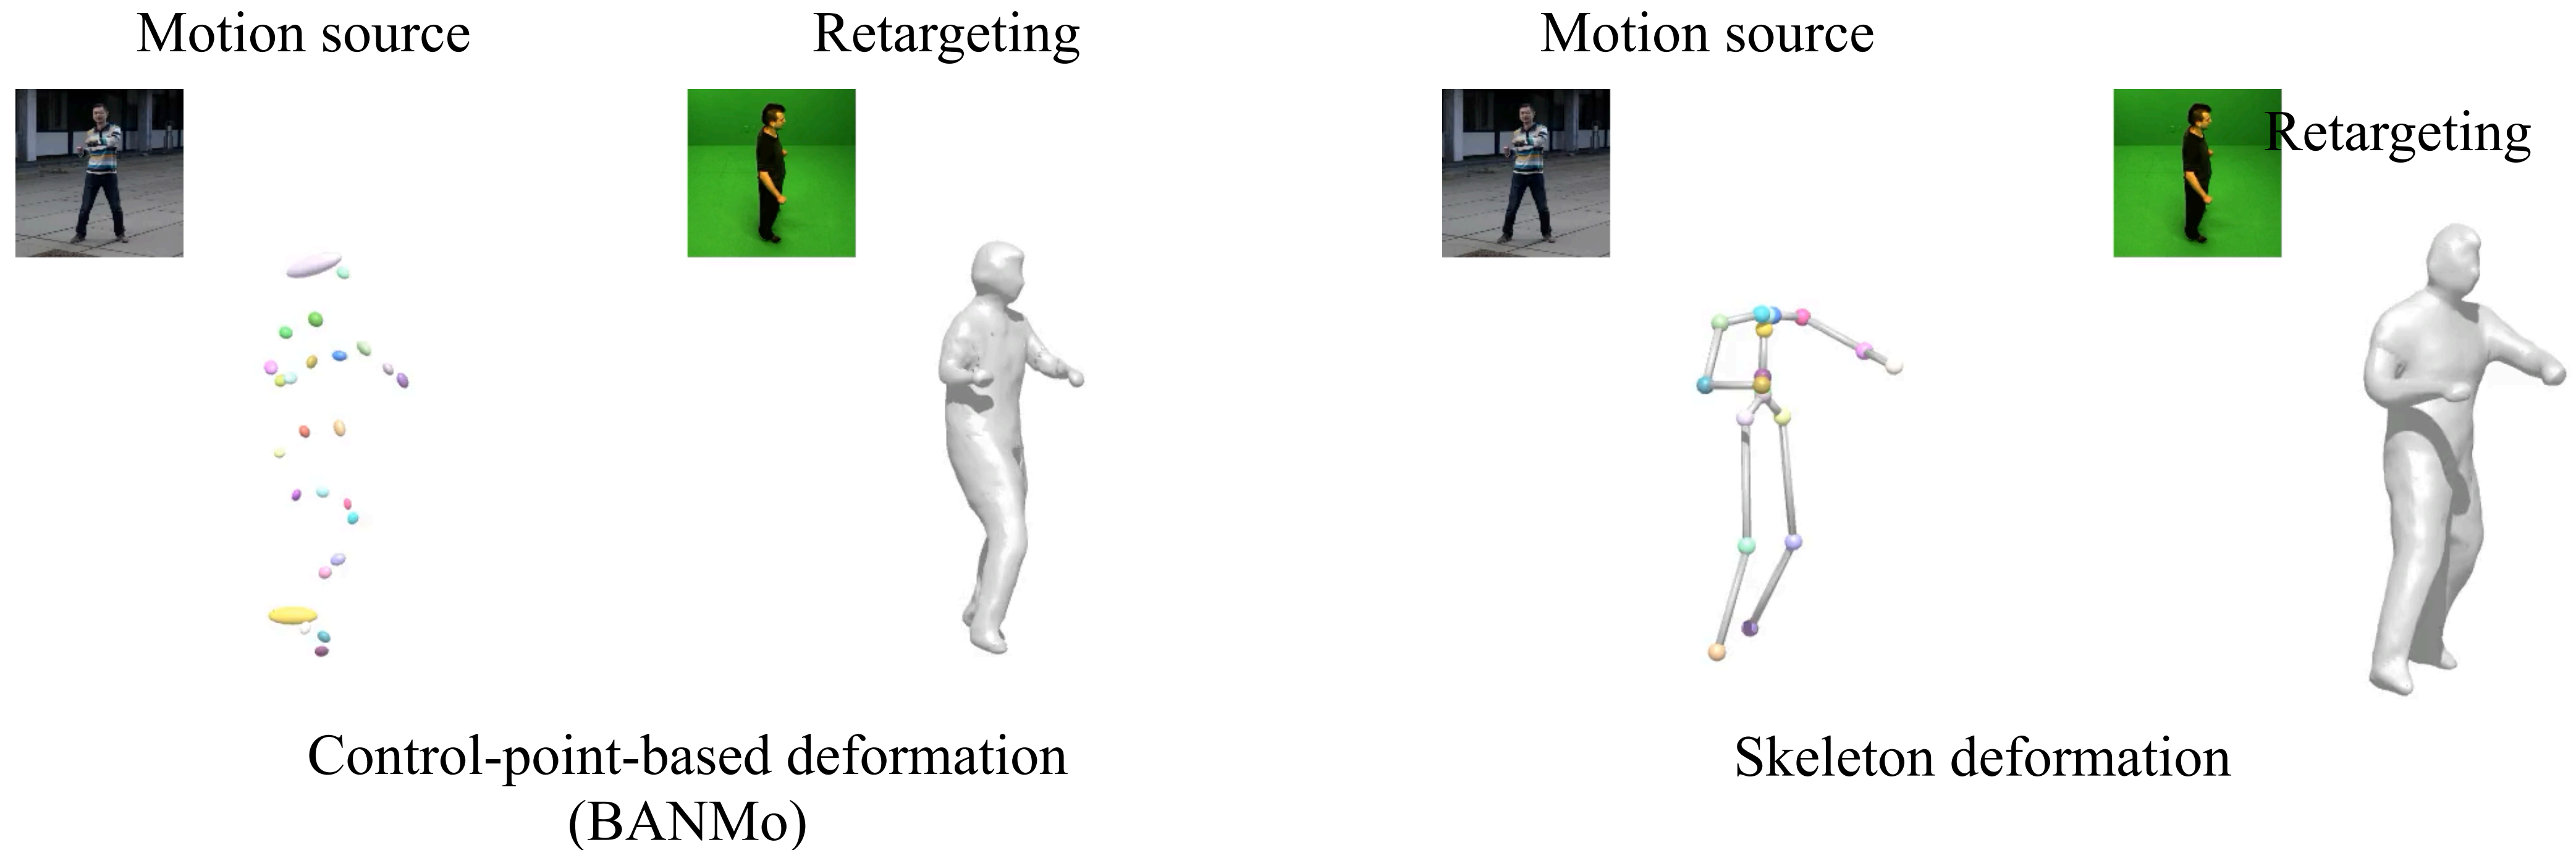 Motion source
Retargeting
Motion source
Retargeting
Control-point-based deformation
(BANMo)
Skeleton deformation